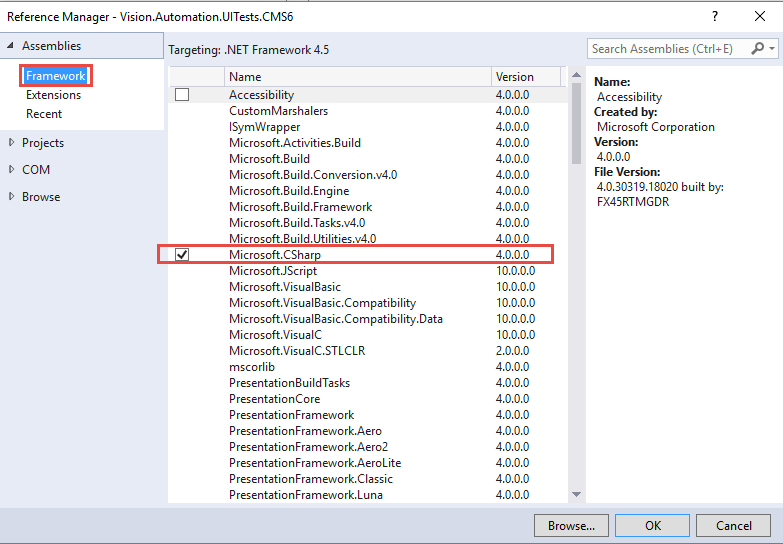 Reference Manager - Vision.Automation.UITests.CMS6
Assemblies
Framework
Extensions
Recent
Projects
COM
Browse
Targeting: .NET Framework 4.5
Search Assemblies (Ctrl+E)
Name Version
Accessibility 4.0.0.0
CustomMarshalers 4.0.0.0
ISymWrapper 4.0.0.0
Microsoft.Activities.Build 4.0.0.0
Microsoft.Build 4.0.0.0
Microsoft.Build.Conversion.v4.0 4.0.0.0
Microsoft.Build.Engine 4.0.0.0
Microsoft.Build.Framework 4.0.0.0
Microsoft.Build.Tasks.v4.0 4.0.0.0
Microsoft.Build.Utilities.v4.0 4.0.0.0
Microsoft.CSharp 4.0.0.0
Microsoft.JScript 10.0.0.0
Microsoft.VisualBasic 10.0.0.0
Microsoft.VisualBasic.Compatibility 10.0.0.0
Microsoft.VisualBasic.Compatibility.Data 10.0.0.0
Microsoft.VisualC 10.0.0.0
Microsoft.VisualC.STLCLR 2.0.0.0
mscorlib 4.0.0.0
PresentationBuildTasks 4.0.0.0
PresentationCore 4.0.0.0
PresentationFramework 4.0.0.0
PresentationFramework.Aero 4.0.0.0
PresentationFramework.Aero2 4.0.0.0
PresentationFramework.AeroLite 4.0.0.0
PresentationFramework.Classic 4.0.0.0
PresentationFramework.Luna 4.0.0.0
Name:
Accessibility
Created by:
Microsoft Corporation
Version:
4.0.0.0
File Version:
4.0.30319.18020 built by:
FX45RTMGDR
Browse... OK Cancel